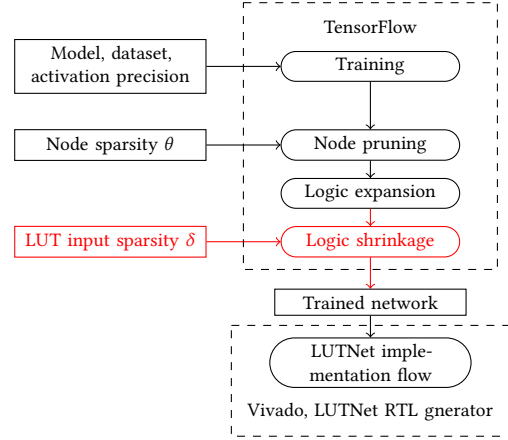 TensorFlow
Model, dataset,
activation precision
Training
Node sparsity θ
Node pruning
Logic expansion
LUT input sparsity δ
Logic shrinkage
Trained network
LUTNet imple-
mentation flow
Vivado, LUTNet RTL gnerator